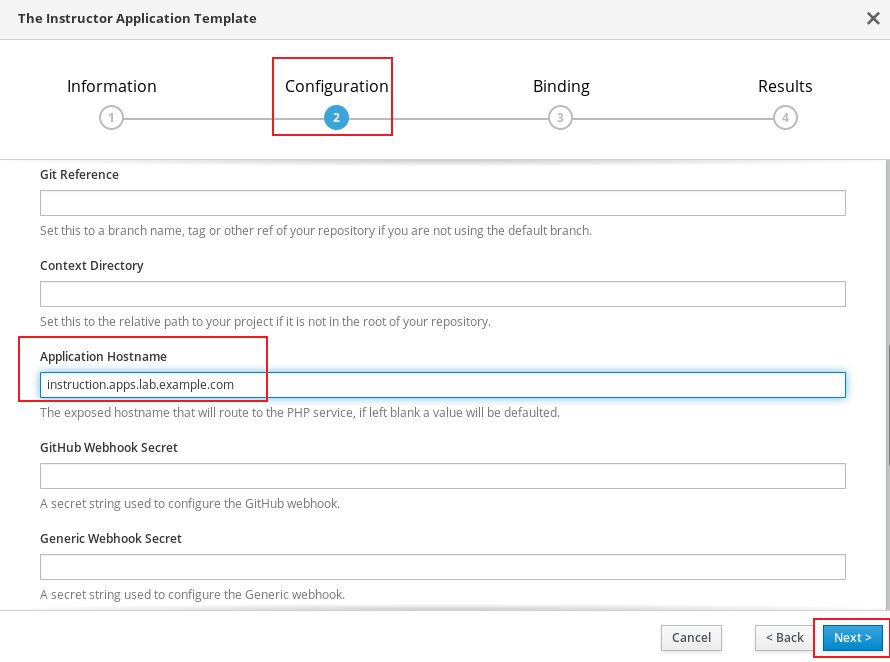 The Instructor Application Template
Information Configuration Binding Results
1 2 3 4
Git Reference
Set this to a branch name, tag or other ref of your repository if you are not using the default branch.
Context Directory
Set this to the relative path to your project if it is not in the root of your repository.
Application Hostname
instruction.apps.lab.example.com
The exposed hostname that will route to the PHP service, if left blank a value will be defaulted.
GitHub Webhook Secret
A secret string used to configure the GitHub webhook.
Generic Webhook Secret
A secret string used to configure the Generic webhook.
Cancel < Back Next >